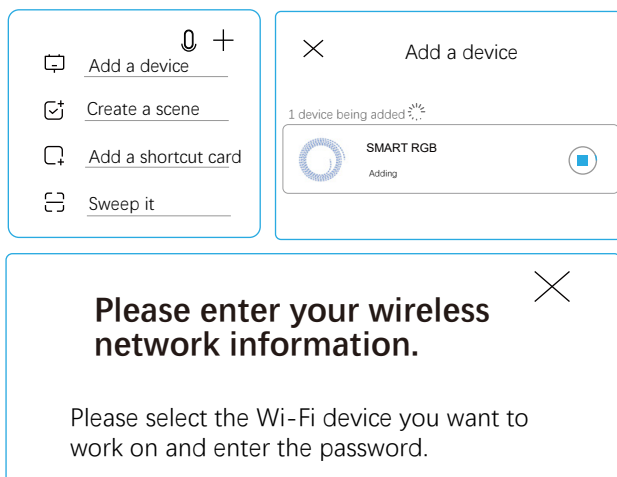 Add a device
Create a scene
Add a shortcut card
Sweep it
Add a device
1 device being added
SMART RGB
Adding
Please enter your wireless
network information.
Please select the Wi-Fi device you want to
work on and enter the password.